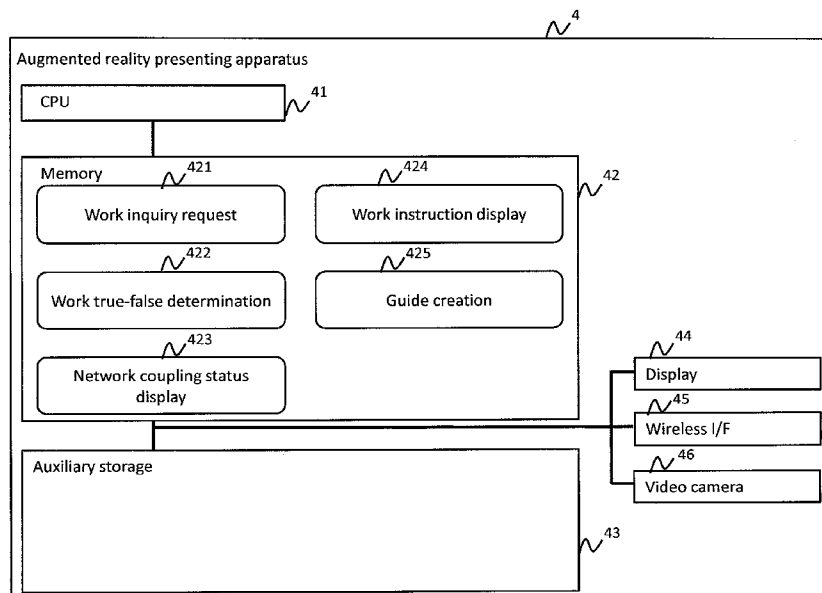 4
Augmented reality presenting apparatus
CPU
41
Memory
42
421
Work inquiry request
424
Work instruction display
422
Work true-false determination
425
Guide creation
423
Network coupling status
display
44
Display
45
Wireless I/F
46
Video camera
Auxiliary storage
43